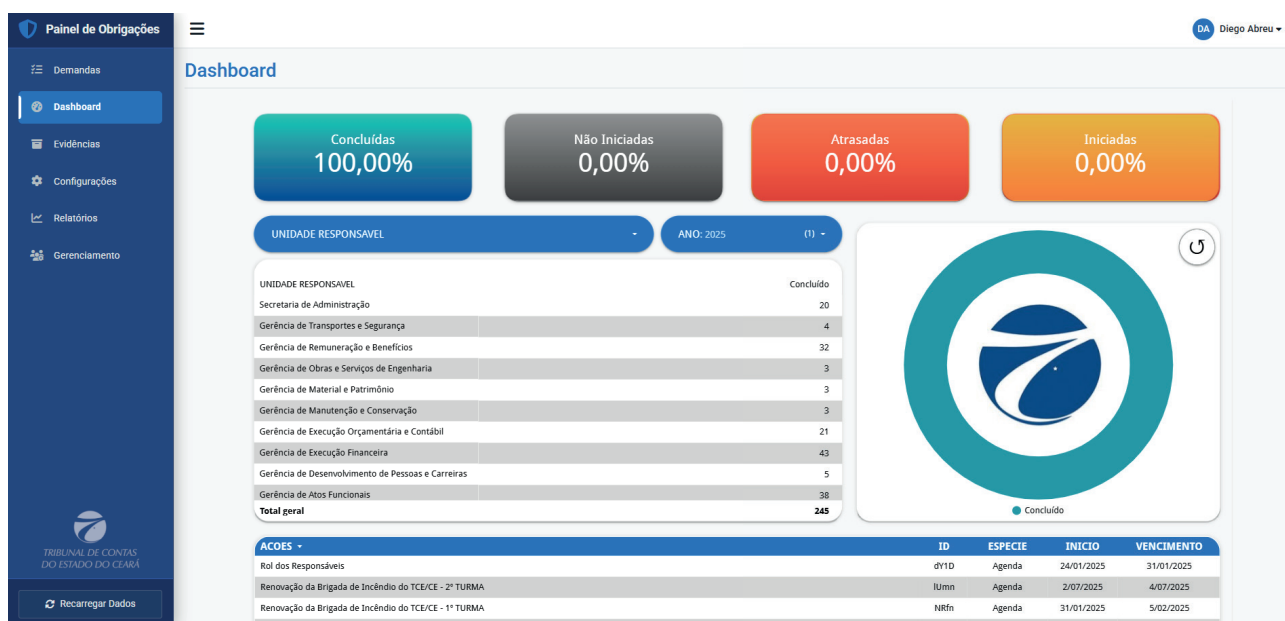 Painel de Obrigações
DA Diego Abreu
Demandas
Dashboard
Evidências
Configurações
Relatórios
Gerenciamento
TRIBUNAL DE CONTAS
DO ESTADO DO CEARÁ
Recarregar Dados
Dashboard
Concluídas
100,00%
Não Iniciadas
0,00%
Atrasadas
0,00%
Iniciadas
0,00%
UNIDADE RESPONSAVEL
ANO: 2025 (1)
UNIDADE RESPONSAVEL Concluído
Secretaria de Administração 20
Gerência de Transportes e Segurança 4
Gerência de Remuneração e Benefícios 32
Gerência de Obras e Serviços de Engenharia 3
Gerência de Material e Patrimônio 3
Gerência de Manutenção e Conservação 3
Gerência de Execução Orçamentária e Contábil 21
Gerência de Execução Financeira 43
Gerência de Desenvolvimento de Pessoas e Carreiras 5
Gerência de Atos Funcionais 38
Total geral 245
Concluído
ACOES ID ESPECIE INICIO VENCIMENTO
Rol dos Responsáveis dY1D Agenda 24/01/2025 31/01/2025
Renovação da Brigada de Incêndio do TCE/CE - 2ª TURMA lUmn Agenda 2/07/2025 4/07/2025
Renovação da Brigada de Incêndio do TCE/CE - 1ª TURMA NRfn Agenda 31/01/2025 5/02/2025